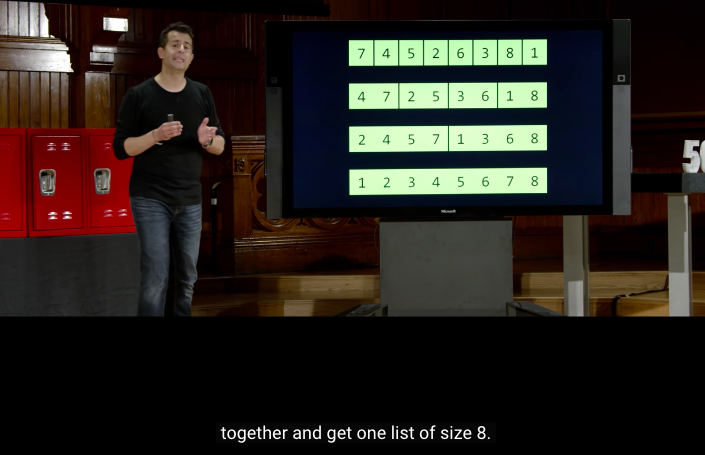 7 4 5 2 6 3 8 1
4 7 2 5 3 6 1 8
2 4 5 7 1 3 6 8
1 2 3 4 5 6 7 8
Microsoft
5
together and get one list of size 8.